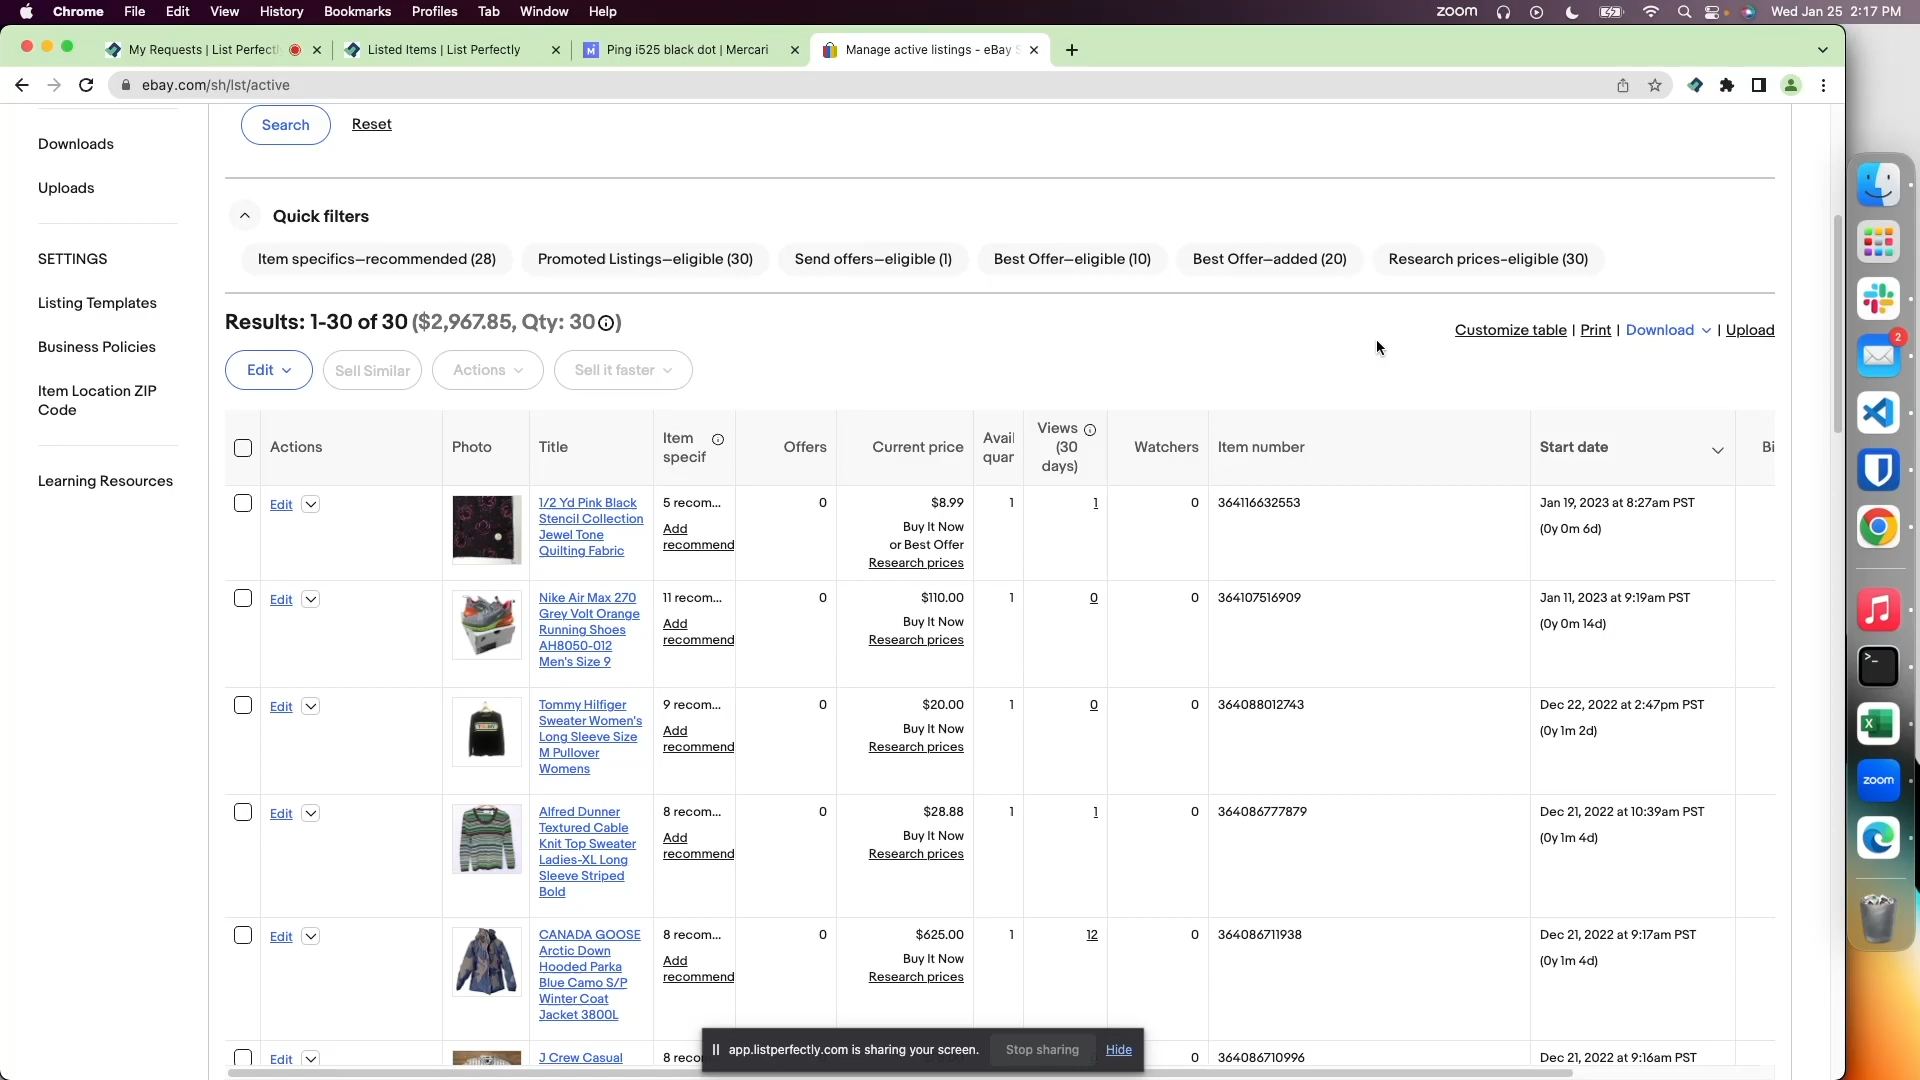 Chrome File Edit View History Bookmarks Profiles Tab Window Help zoom Wed Jan 25 2:17 PM
My Requests | List Perfectl
Listed Items | List Perfectly
Ping i525 black dot | Mercari
Manage active listings - eBay S
ebay.com/sh/lst/active
Downloads
Uploads
SETTINGS
Listing Templates
Business Policies
Item Location ZIP
Code
Learning Resources
Search Reset
Quick filters
Item specifics–recommended (28) Promoted Listings–eligible (30) Send offers–eligible (1) Best Offer–eligible (10) Best Offer–added (20) Research prices-eligible (30)
Results: 1-30 of 30 ($2,967.85, Qty: 30)
Customize table | Print | Download | Upload
Edit Sell Similar Actions Sell it faster
Actions Photo Title
Item
specif
Offers Current price
Avail
quar
Views
(30
days)
Watchers Item number Start date Bi
Edit
1/2 Yd Pink Black
Stencil Collection
Jewel Tone
Quilting Fabric
5 recom...
Add
recommend
0
$8.99
Buy It Now
or Best Offer
Research prices
1 1 0 364116632553
Jan 19, 2023 at 8:27am PST
(0y 0m 6d)
Edit
Nike Air Max 270
Grey Volt Orange
Running Shoes
AH8050-012
Men's Size 9
11 recom...
Add
recommend
0
$110.00
Buy It Now
Research prices
1 0 0 364107516909
Jan 11, 2023 at 9:19am PST
(0y 0m 14d)
Edit
Tommy Hilfiger
Sweater Women's
Long Sleeve Size
M Pullover
Womens
9 recom...
Add
recommend
0
$20.00
Buy It Now
Research prices
1 0 0 364088012743
Dec 22, 2022 at 2:47pm PST
(0y 1m 2d)
Edit
Alfred Dunner
Textured Cable
Knit Top Sweater
Ladies-XL Long
Sleeve Striped
Bold
8 recom...
Add
recommend
0
$28.88
Buy It Now
Research prices
1 1 0 364086777879
Dec 21, 2022 at 10:39am PST
(0y 1m 4d)
Edit
CANADA GOOSE
Arctic Down
Hooded Parka
Blue Camo S/P
Winter Coat
Jacket 3800L
8 recom...
Add
recommend
0
$625.00
Buy It Now
Research prices
1 12 0 364086711938
Dec 21, 2022 at 9:17am PST
(0y 1m 4d)
Edit
J Crew Casual
8 reco
0 364086710996
Dec 21, 2022 at 9:16am PST
app.listperfectly.com is sharing your screen. Stop sharing Hide
2
zoom